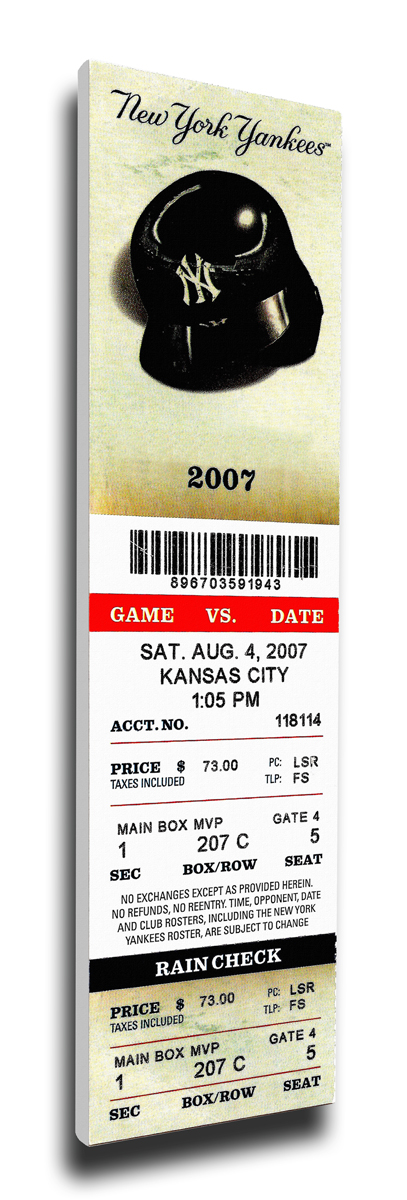 New York Yankees™
NY
2007
896703591943
GAME VS. DATE
SAT. AUG. 4, 2007
KANSAS CITY
1:05 PM
ACCT. NO. 118114
PRICE $ 73.00 PC: LSR
TAXES INCLUDED TLP: FS
MAIN BOX MVP GATE 4
1 207 C 5
SEC BOX/ROW SEAT
NO EXCHANGES EXCEPT AS PROVIDED HEREIN.
NO REFUNDS, NO REENTRY. TIME, OPPONENT, DATE
AND CLUB ROSTERS, INCLUDING THE NEW YORK
YANKEES ROSTER, ARE SUBJECT TO CHANGE
RAIN CHECK
PRICE $ 73.00 PC: LSR
TAXES INCLUDED TLP: FS
MAIN BOX MVP GATE 4
1 207 C 5
SEC BOX/ROW SEAT